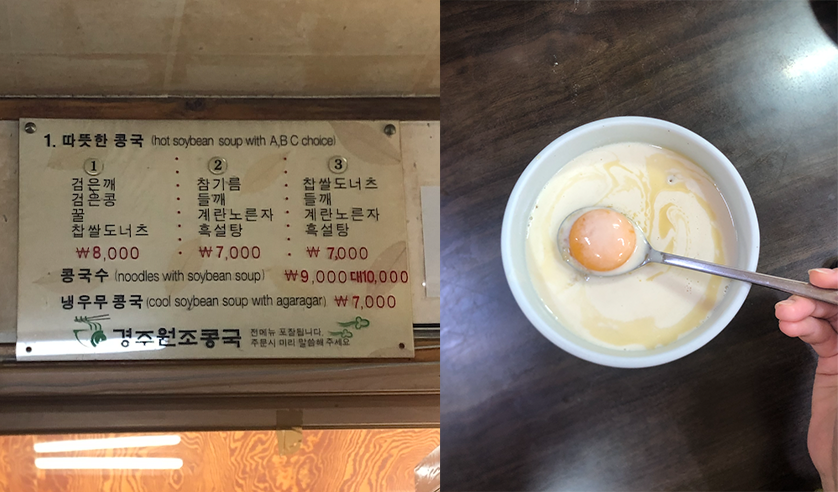 1. 따뜻한 콩국 (hot soybean soup with A,B C choice)
1 2 3
검은깨 참기름 찹쌀도너츠
검은콩 들깨 들깨
꿀 계란노른자 계란노른자
찹쌀도너츠 흑설탕 흑설탕
₩8,000 ₩7,000 ₩7,000
콩국수 (noodles with soybean soup) ₩9,000 대10,000
냉우무콩국 (cool soybean soup with agaragar) ₩7,000
경주원조콩국
전메뉴 포장됩니다.
주문시 미리 말씀해 주세요